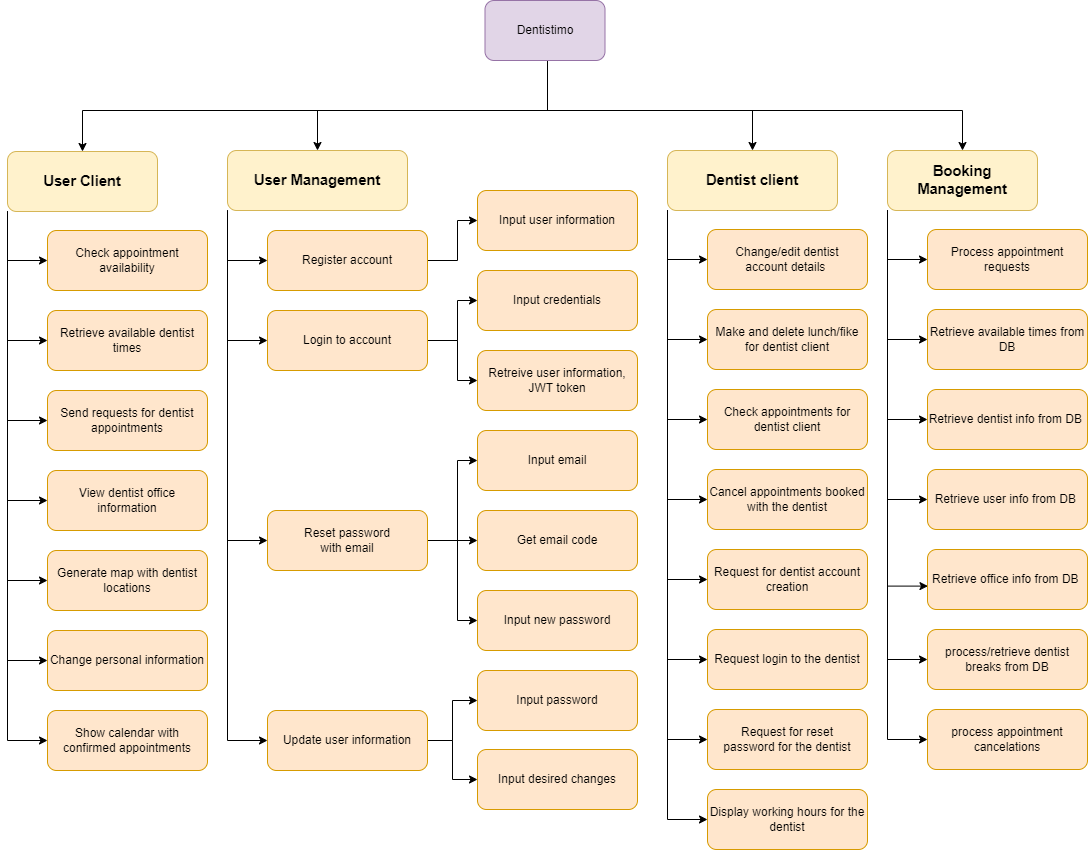 Dentistimo
User Client
Check appointment
availability
Retrieve available dentist
times
Send requests for dentist
appointments
View dentist office
information
Generate map with dentist
locations
Change personal information
Show calendar with
confirmed appointments
User Management
Register account
Input user information
Login to account
Input credentials
Retreive user information,
JWT token
Reset password
with email
Input email
Get email code
Input new password
Update user information
Input password
Input desired changes
Dentist client
Change/edit dentist
account details
Make and delete lunch/fike
for dentist client
Check appointments for
dentist client
Cancel appointments booked
with the dentist
Request for dentist account
creation
Request login to the dentist
Request for reset
password for the dentist
Display working hours for the
dentist
Booking
Management
Process appointment
requests
Retrieve available times from
DB
Retrieve dentist info from DB
Retrieve user info from DB
Retrieve office info from DB
process/retrieve dentist
breaks from DB
process appointment
cancelations